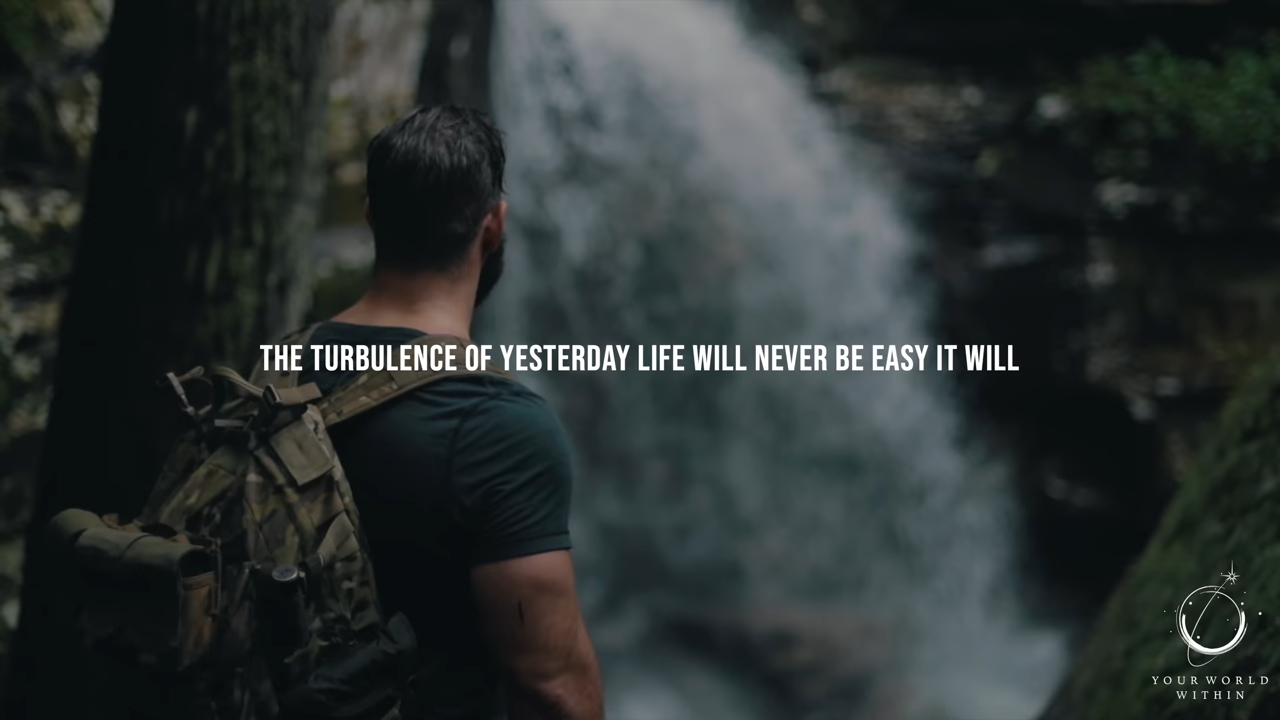 THE TURBULENCE OF YESTERDAY LIFE WILL NEVER BE EASY IT WILL
YOUR WORLD
WITHIN